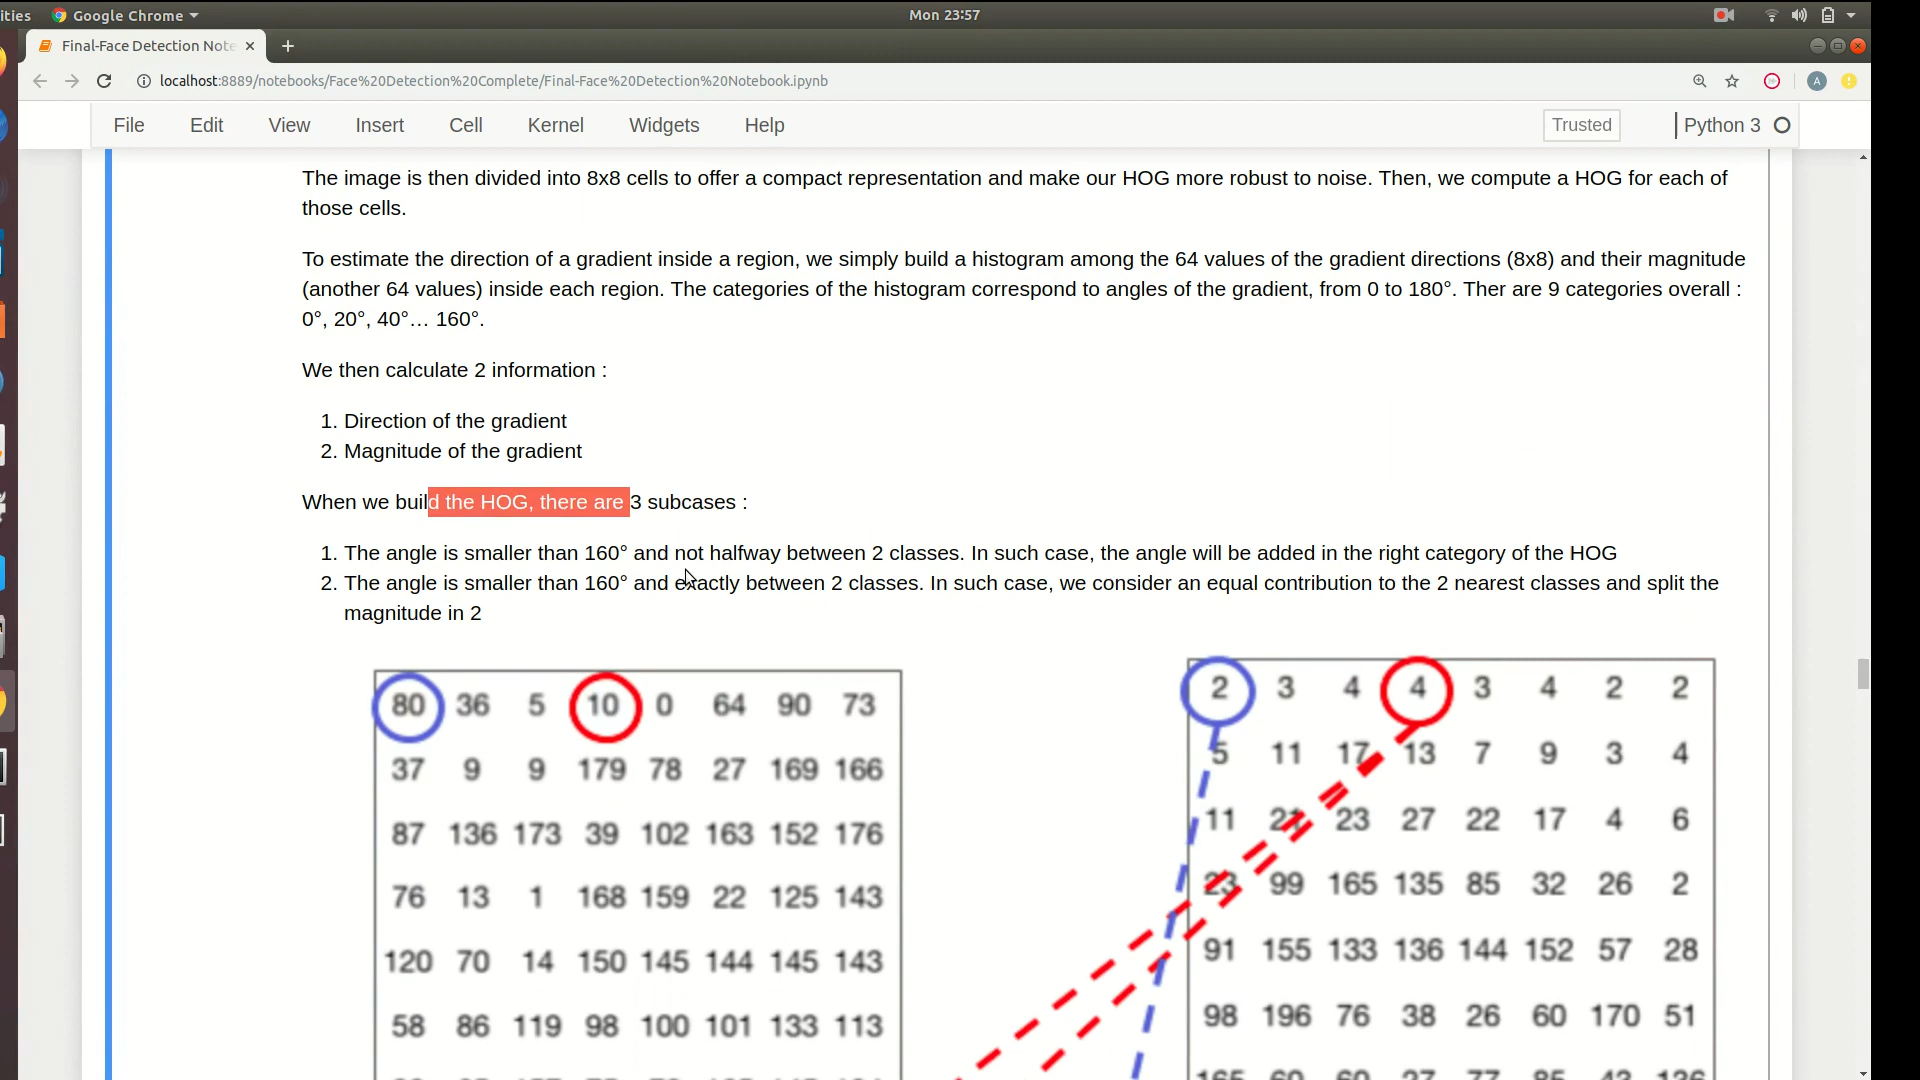 ities Google Chrome Mon 23:57
Final-Face Detection Note
localhost:8889/notebooks/Face%20Detection%20Complete/Final-Face%20Detection%20Notebook.ipynb A
File Edit View Insert Cell Kernel Widgets Help Trusted Python 3
The image is then divided into 8x8 cells to offer a compact representation and make our HOG more robust to noise. Then, we compute a HOG for each of
those cells.
To estimate the direction of a gradient inside a region, we simply build a histogram among the 64 values of the gradient directions (8x8) and their magnitude
(another 64 values) inside each region. The categories of the histogram correspond to angles of the gradient, from 0 to 180°. Ther are 9 categories overall :
0°, 20°, 40°… 160°.
We then calculate 2 information :
1. Direction of the gradient
2. Magnitude of the gradient
When we build the HOG, there are 3 subcases :
1. The angle is smaller than 160° and not halfway between 2 classes. In such case, the angle will be added in the right category of the HOG
2. The angle is smaller than 160° and exactly between 2 classes. In such case, we consider an equal contribution to the 2 nearest classes and split the
magnitude in 2
80 36 5 10 0 64 90 73
37 9 9 179 78 27 169 166
87 136 173 39 102 163 152 176
76 13 1 168 159 22 125 143
120 70 14 150 145 144 145 143
58 86 119 98 100 101 133 113
2 3 4 4 3 4 2 2
5 11 17 13 7 9 3 4
11 21 23 27 22 17 4 6
23 99 165 135 85 32 26 2
91 155 133 136 144 152 57 28
98 196 76 38 26 60 170 51